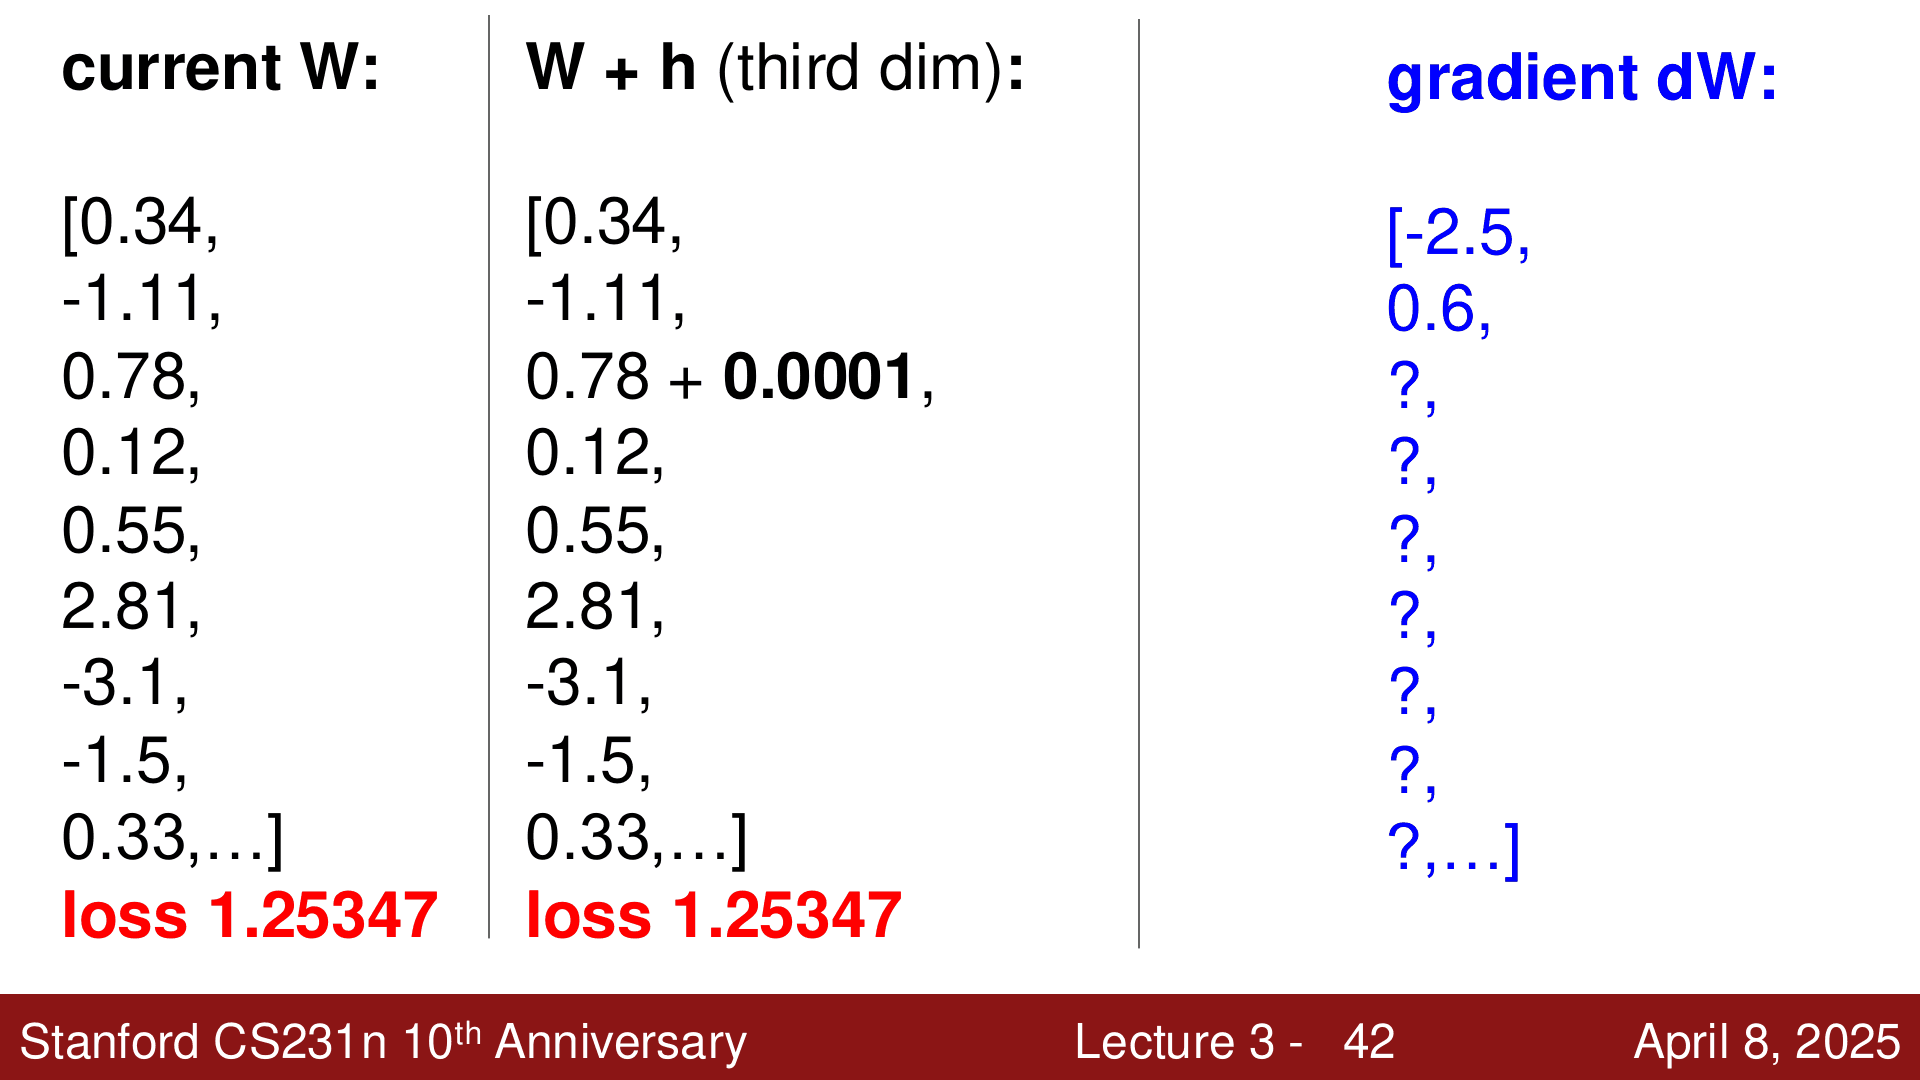 current W:
[0.34,
-1.11,
0.78,
0.12,
0.55,
2.81,
-3.1,
-1.5,
0.33,…]
loss 1.25347
W + h (third dim):
[0.34,
-1.11,
0.78 + 0.0001,
0.12,
0.55,
2.81,
-3.1,
-1.5,
0.33,…]
loss 1.25347
gradient dW:
[-2.5,
0.6,
?,
?,
?,
?,
?,
?,
?,…]
Stanford CS231n 10th Anniversary
Lecture 3 - 42
April 8, 2025